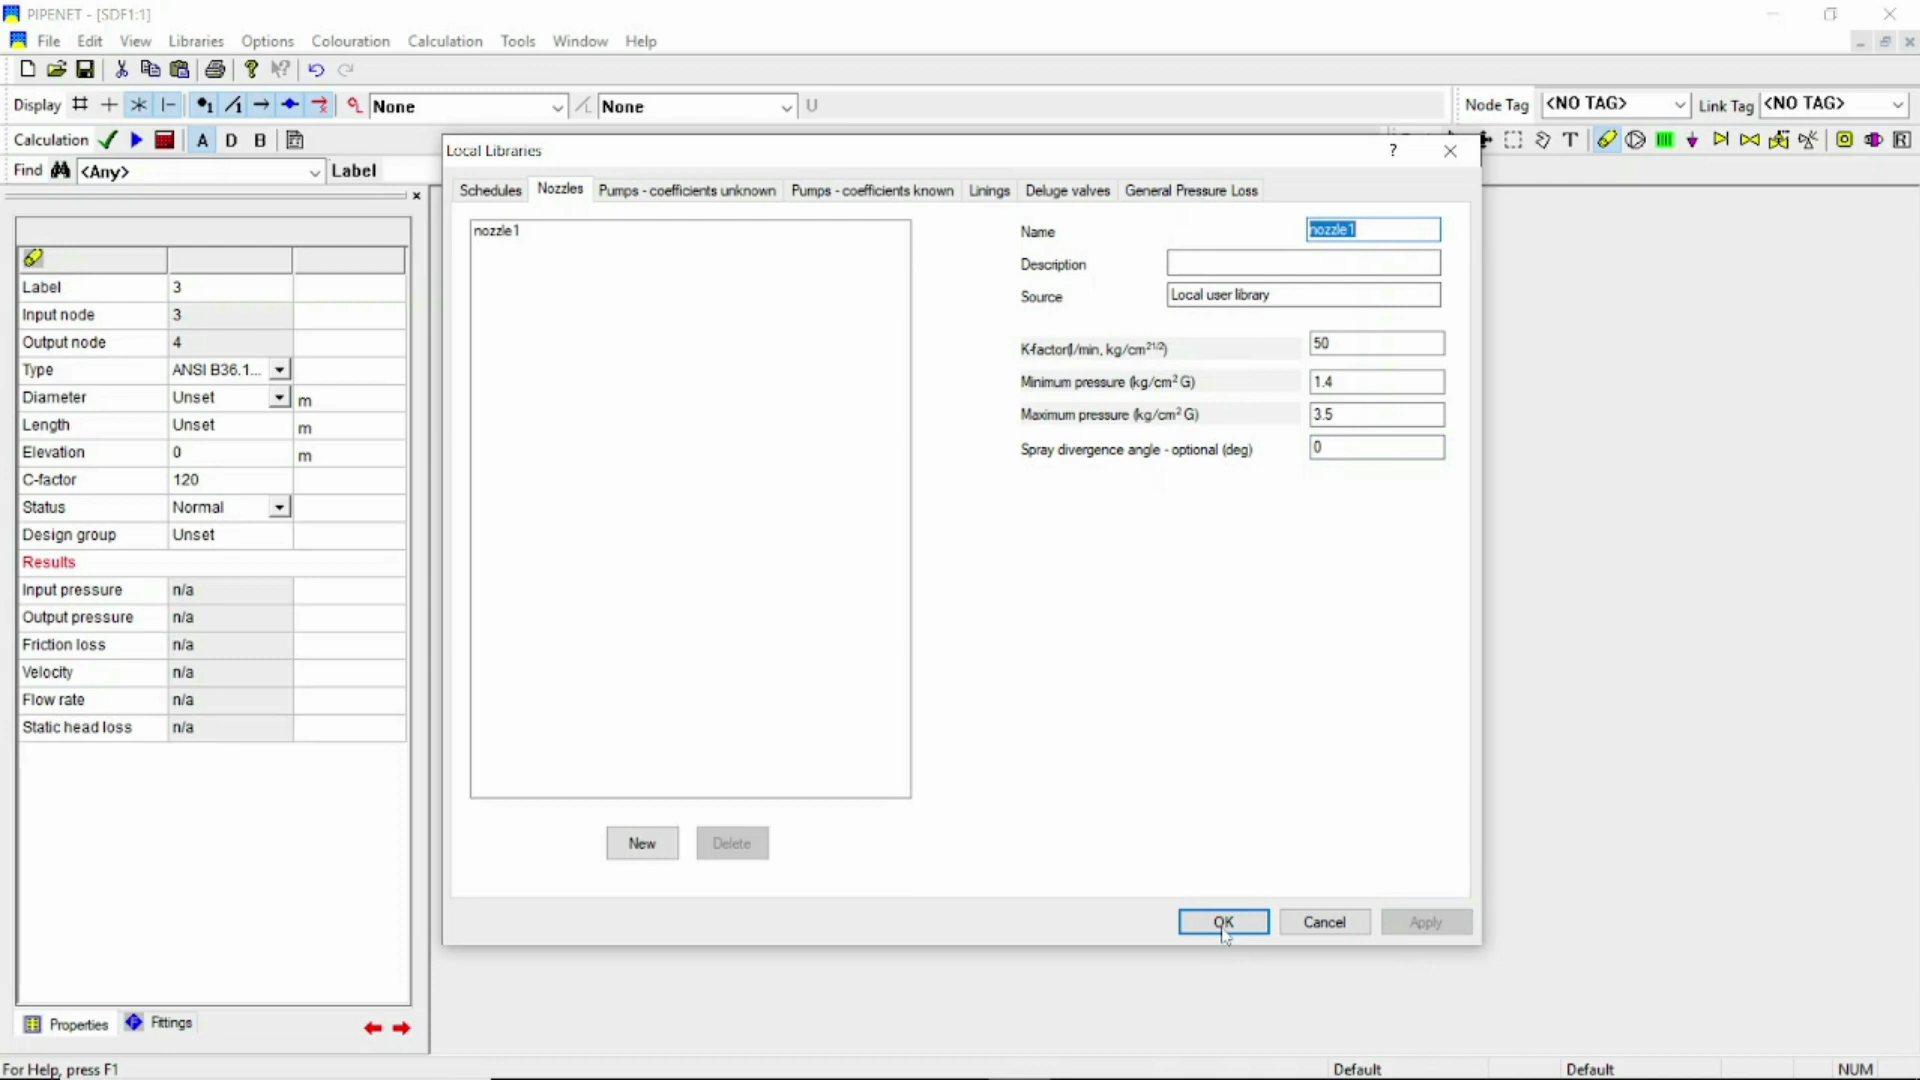 PIPENET - [SDF1:1]
File Edit View Libraries Options Colouration Calculation Tools Window Help
Display None None U Node Tag <NO TAG> Link Tag <NO TAG>
Calculation A D B
Find <Any> Label
Local Libraries
Schedules Nozzles Pumps - coefficients unknown Pumps - coefficients known Linings Deluge valves General Pressure Loss
nozzle1
Name nozzle1
Description
Source Local user library
K-factor(l/min, kg/cm²¹/²) 50
Minimum pressure (kg/cm² G) 1.4
Maximum pressure (kg/cm² G) 3.5
Spray divergence angle - optional (deg) 0
New Delete
OK Cancel Apply
Label 3
Input node 3
Output node 4
Type ANSI B36.1...
Diameter Unset m
Length Unset m
Elevation 0 m
C-factor 120
Status Normal
Design group Unset
Results
Input pressure n/a
Output pressure n/a
Friction loss n/a
Velocity n/a
Flow rate n/a
Static head loss n/a
Properties Fittings
For Help, press F1 Default Default NUM